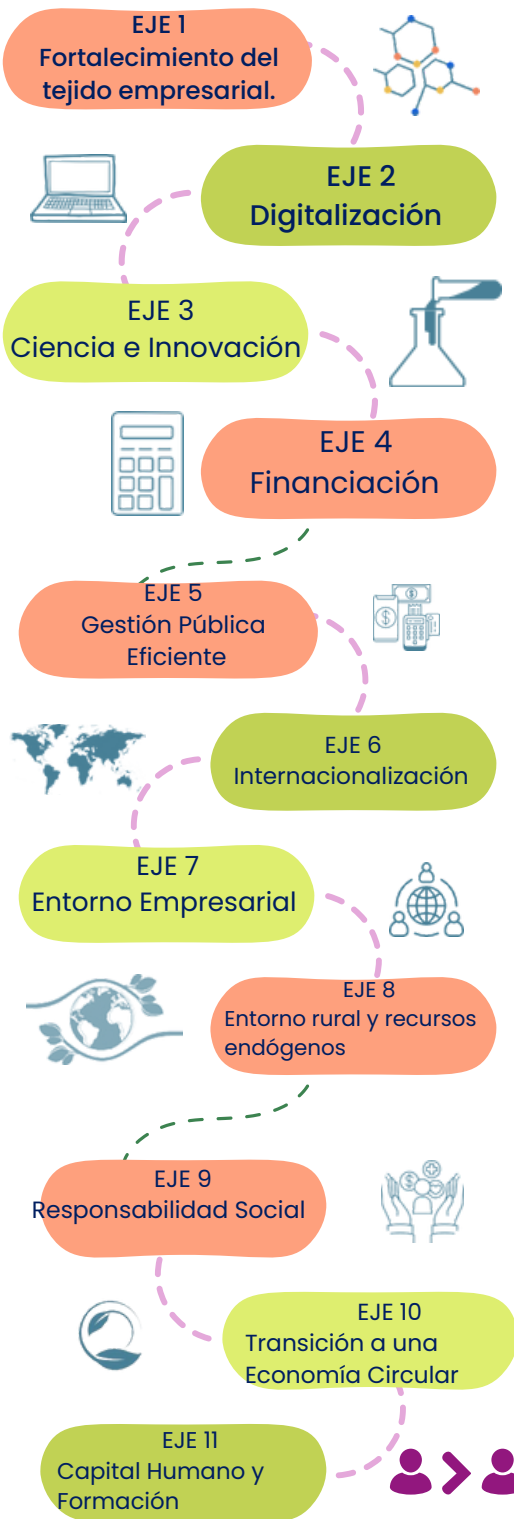 EJE 1
Fortalecimiento del
tejido empresarial.
EJE 2
Digitalización
EJE 3
Ciencia e Innovación
EJE 4
Financiación
EJE 5
Gestión Pública
Eficiente
EJE 6
Internacionalización
EJE 7
Entorno Empresarial
EJE 8
Entorno rural y recursos
endógenos
EJE 9
Responsabilidad Social
EJE 10
Transición a una
Economía Circular
EJE 11
Capital Humano y
Formación